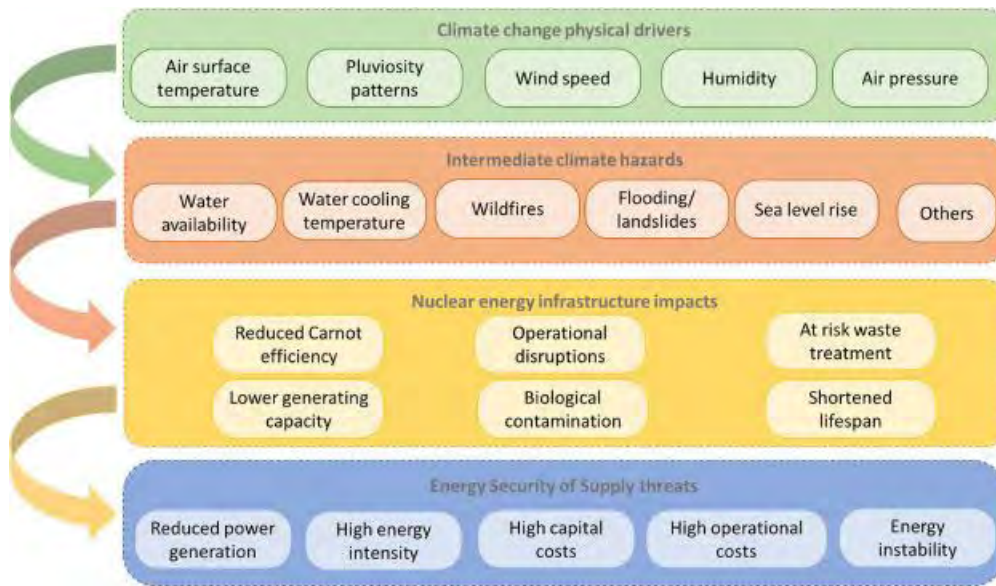 Climate change physical drivers
Air surface
temperature
Pluviosity
patterns
Wind speed
Humidity
Air pressure
Intermediate climate hazards
Water
availability
Water cooling
temperature
Wildfires
Flooding/
landslides
Sea level rise
Others
Nuclear energy infrastructure impacts
Reduced Carnot
efficiency
Operational
disruptions
At risk waste
treatment
Lower generating
capacity
Biological
contamination
Shortened
lifespan
Energy Security of Supply threats
Reduced power
generation
High energy
intensity
High capital
costs
High operational
costs
Energy
instability